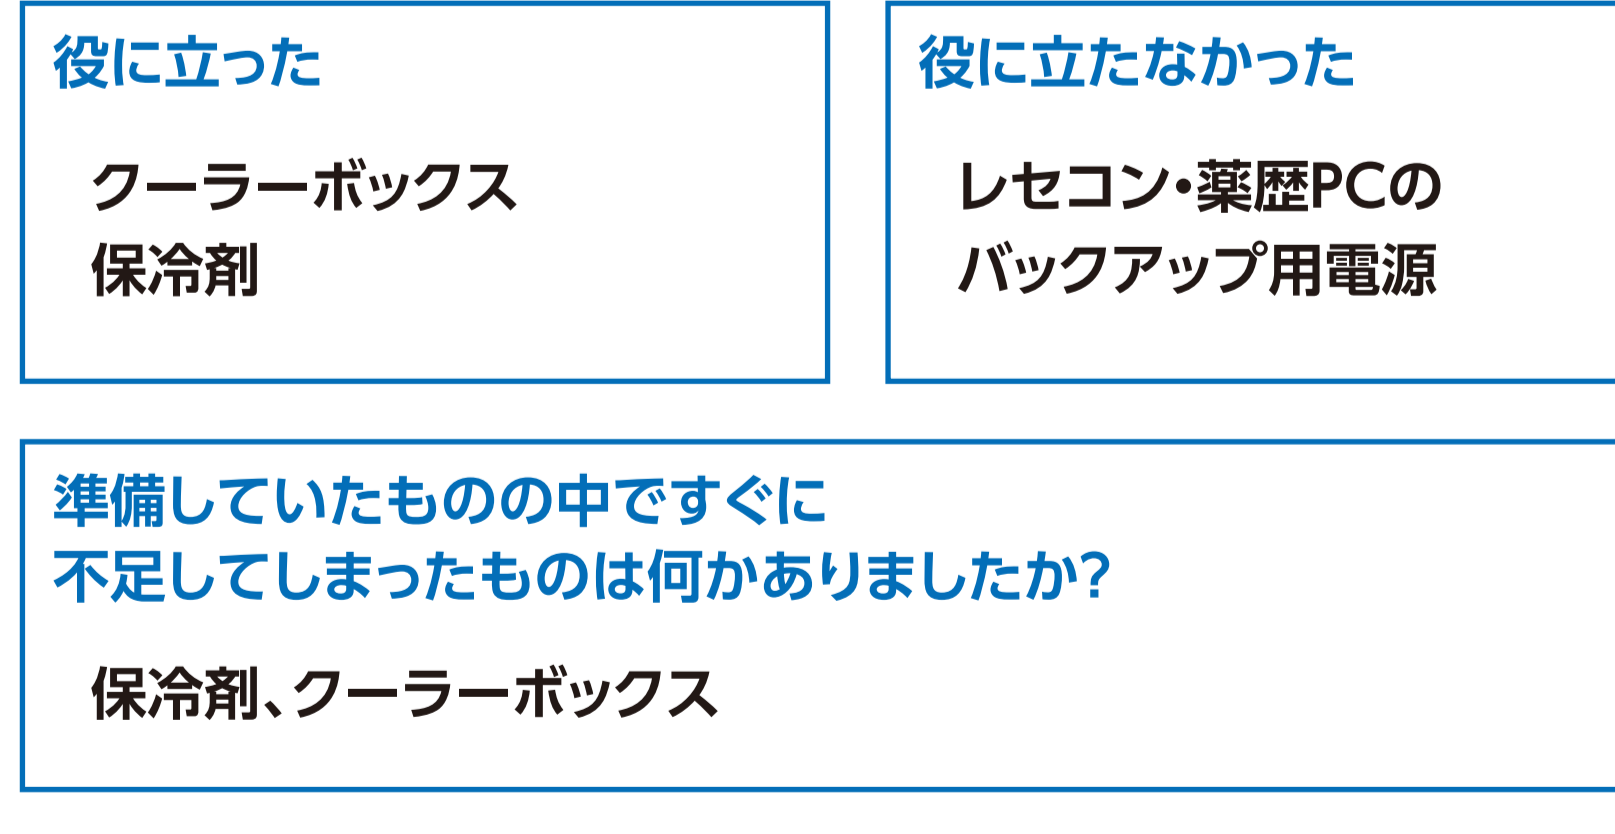 役に立った
クーラーボックス
保冷剤
役に立たなかった
レセコン・薬歴PCの
バックアップ用電源
準備していたものの中ですぐに
不足してしまったものは何かありましたか?
保冷剤、クーラーボックス